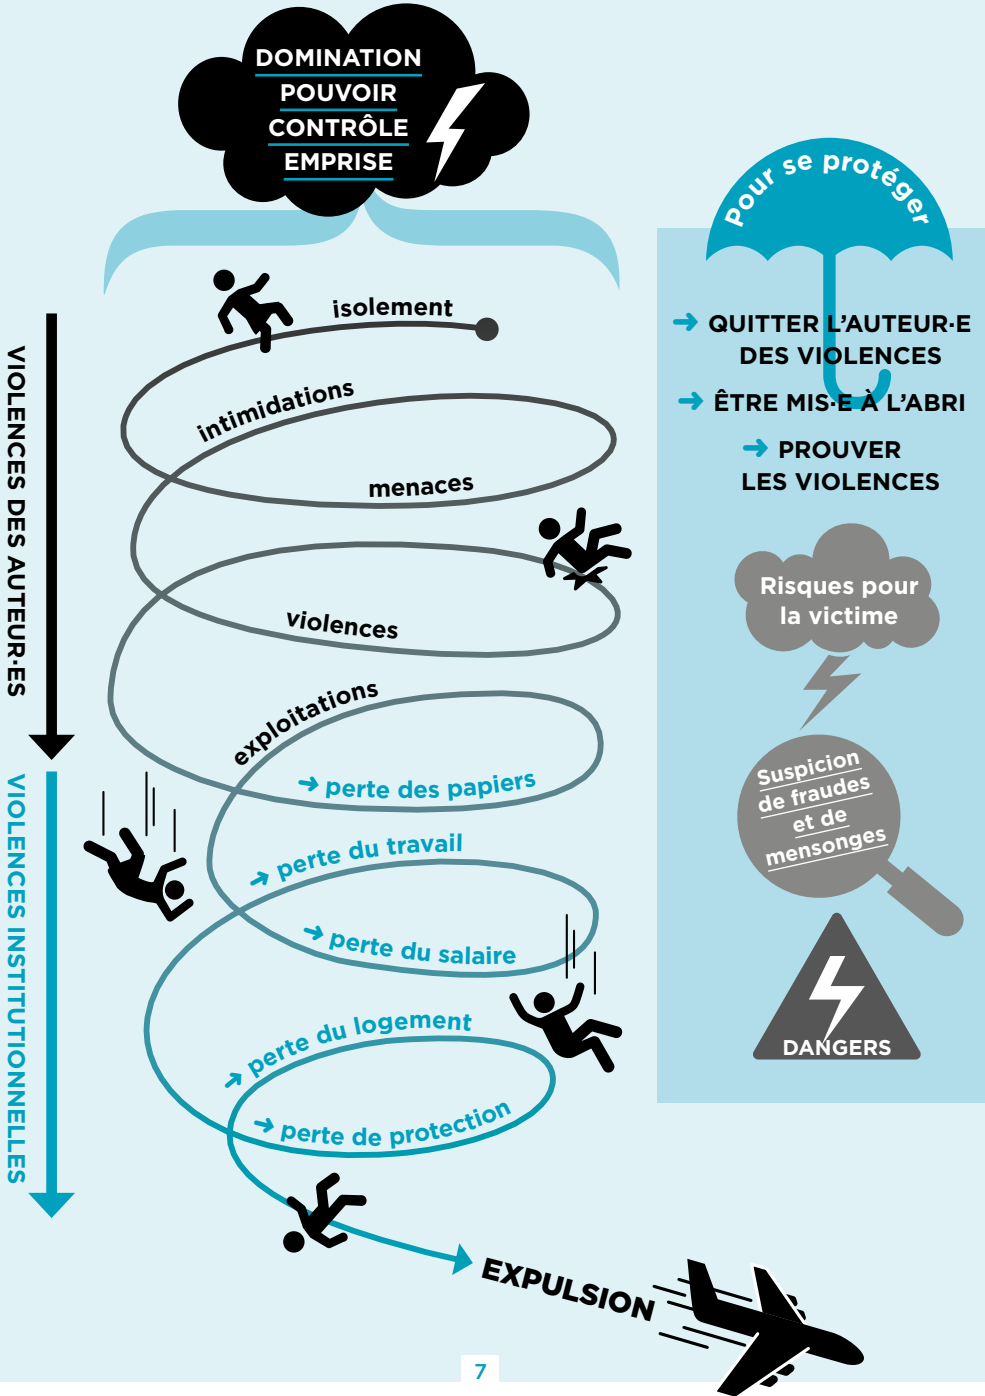 DOMINATION
POUVOIR
CONTRÔLE
EMPRISE
VIOLENCES DES AUTEUR·ES
VIOLENCES INSTITUTIONNELLES
isolement
intimidations
menaces
violences
exploitations
➔ perte des papiers
➔ perte du travail
➔ perte du salaire
➔ perte du logement
➔ perte de protection
EXPULSION
Pour se protéger
➔ QUITTER L’AUTEUR·E
DES VIOLENCES
➔ ÊTRE MIS·E À L’ABRI
➔ PROUVER
LES VIOLENCES
Risques pour
la victime
Suspicion
de fraudes
et de
mensonges
DANGERS
7